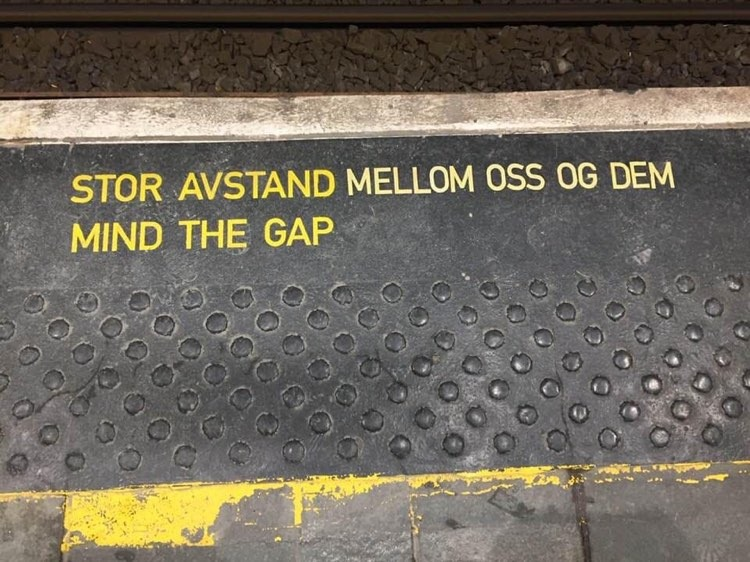 STOR AVSTAND MELLOM OSS OG DEM
MIND THE GAP